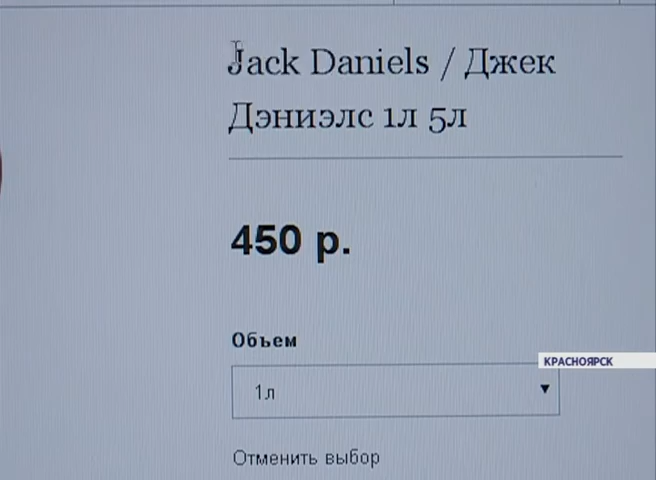 Jack Daniels / Джек
Дэниэлс 1л 5л
450 р.
Объем
КРАСНОЯРСК
1л
Отменить выбор